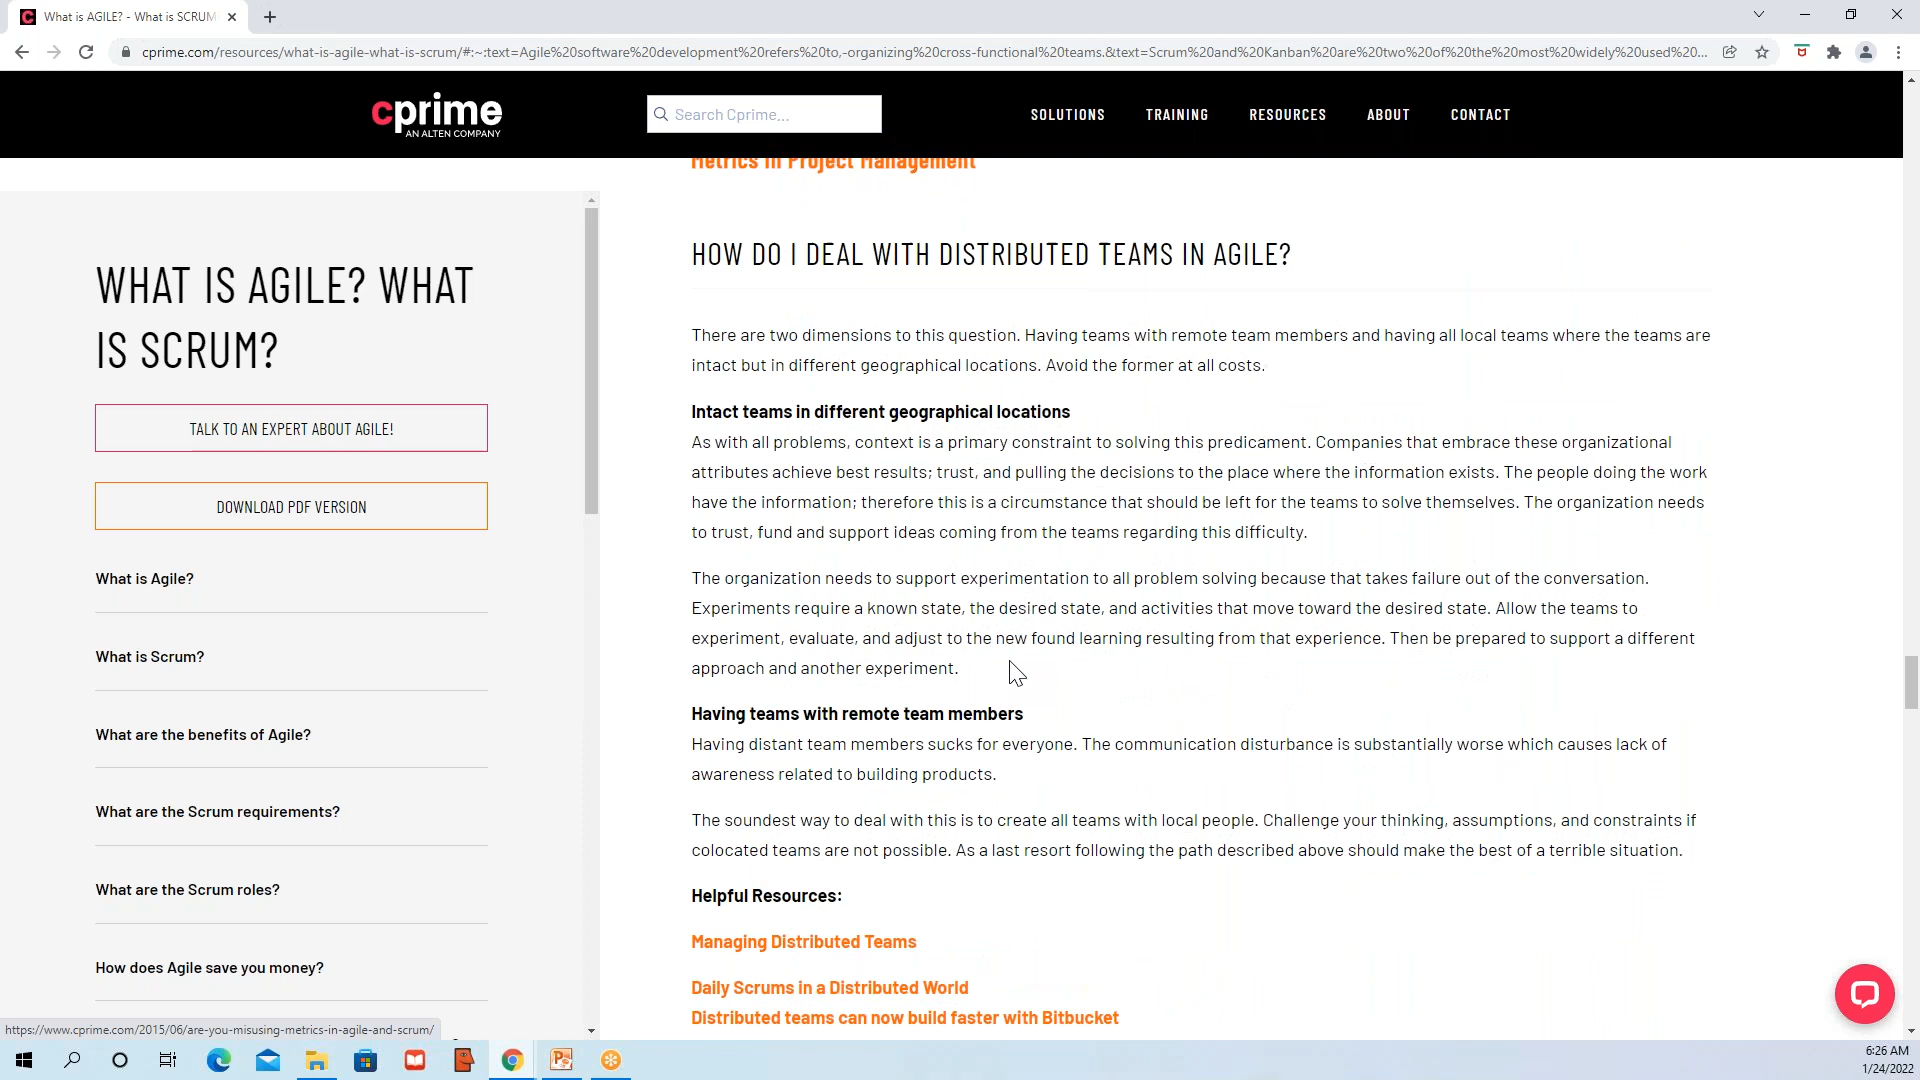 What is AGILE? - What is SCRUM
cprime.com/resources/what-is-agile-what-is-scrum/#:~:text=Agile%20software%20development%20refers%20to,-organizing%20cross-functional%20teams.&text=Scrum%20and%20Kanban%20are%20two%20of%20the%20most%20widely%20used%20...
cprime
AN ALTEN COMPANY
Search Cprime...
SOLUTIONS
TRAINING
RESOURCES
ABOUT
CONTACT
Metrics in Project Management
WHAT IS AGILE? WHAT
IS SCRUM?
TALK TO AN EXPERT ABOUT AGILE!
DOWNLOAD PDF VERSION
What is Agile?
What is Scrum?
What are the benefits of Agile?
What are the Scrum requirements?
What are the Scrum roles?
How does Agile save you money?
HOW DO I DEAL WITH DISTRIBUTED TEAMS IN AGILE?
There are two dimensions to this question. Having teams with remote team members and having all local teams where the teams are
intact but in different geographical locations. Avoid the former at all costs.
Intact teams in different geographical locations
As with all problems, context is a primary constraint to solving this predicament. Companies that embrace these organizational
attributes achieve best results; trust, and pulling the decisions to the place where the information exists. The people doing the work
have the information; therefore this is a circumstance that should be left for the teams to solve themselves. The organization needs
to trust, fund and support ideas coming from the teams regarding this difficulty.
The organization needs to support experimentation to all problem solving because that takes failure out of the conversation.
Experiments require a known state, the desired state, and activities that move toward the desired state. Allow the teams to
experiment, evaluate, and adjust to the new found learning resulting from that experience. Then be prepared to support a different
approach and another experiment.
Having teams with remote team members
Having distant team members sucks for everyone. The communication disturbance is substantially worse which causes lack of
awareness related to building products.
The soundest way to deal with this is to create all teams with local people. Challenge your thinking, assumptions, and constraints if
colocated teams are not possible. As a last resort following the path described above should make the best of a terrible situation.
Helpful Resources:
Managing Distributed Teams
Daily Scrums in a Distributed World
Distributed teams can now build faster with Bitbucket
https://www.cprime.com/2015/06/are-you-misusing-metrics-in-agile-and-scrum/
6:26 AM
1/24/2022